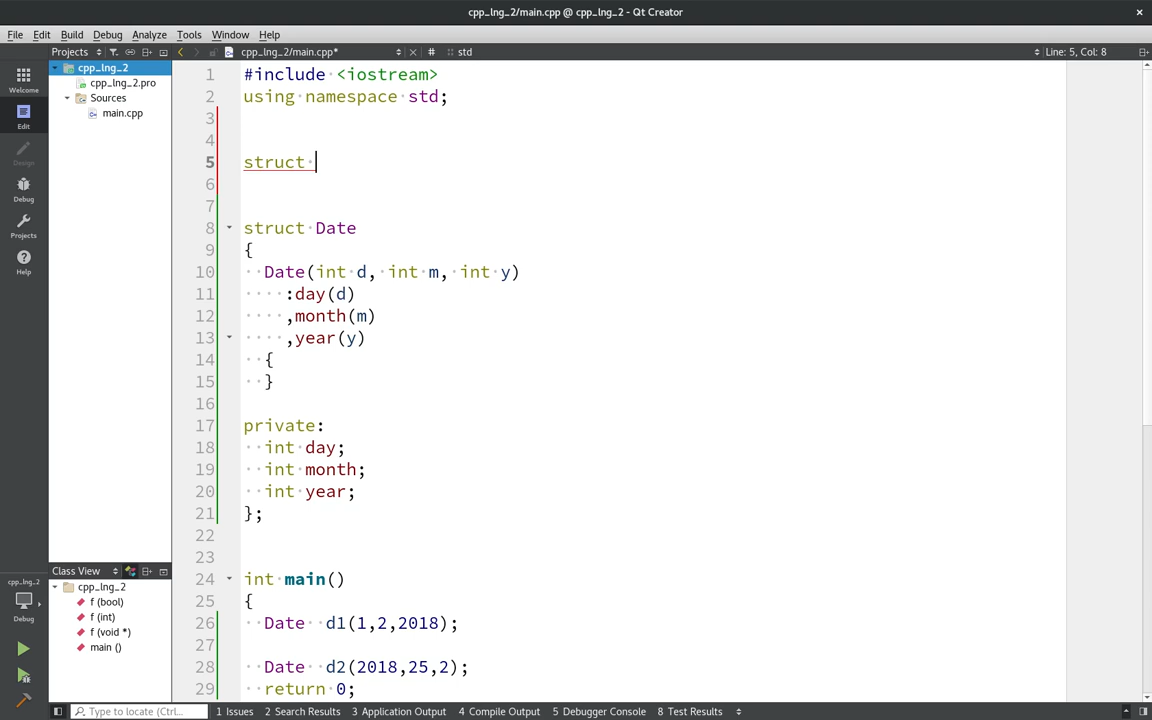 cpp_lng_2/main.cpp @ cpp_lng_2 - Qt Creator
File Edit Build Debug Analyze Tools Window Help
Projects cpp_lng_2/main.cpp* # std Line: 5, Col: 8
Welcome
Edit
Design
Debug
Projects
Help
cpp_lng_2
cpp_lng_2.pro
Sources
main.cpp
1 #include <iostream>
2 using namespace std;
3
4
5 struct
6
7
8 struct Date
9 {
10 Date(int d, int m, int y)
11 :day(d)
12 ,month(m)
13 ,year(y)
14 {
15 }
16
17 private:
18 int day;
19 int month;
20 int year;
21 };
22
23
24 int main()
25 {
26 Date d1(1,2,2018);
27
28 Date d2(2018,25,2);
29 return 0;
Class View
cpp_lng_2
f (bool)
f (int)
f (void *)
main ()
cpp_lng_2
Debug
Type to locate (Ctrl... 1 Issues 2 Search Results 3 Application Output 4 Compile Output 5 Debugger Console 8 Test Results